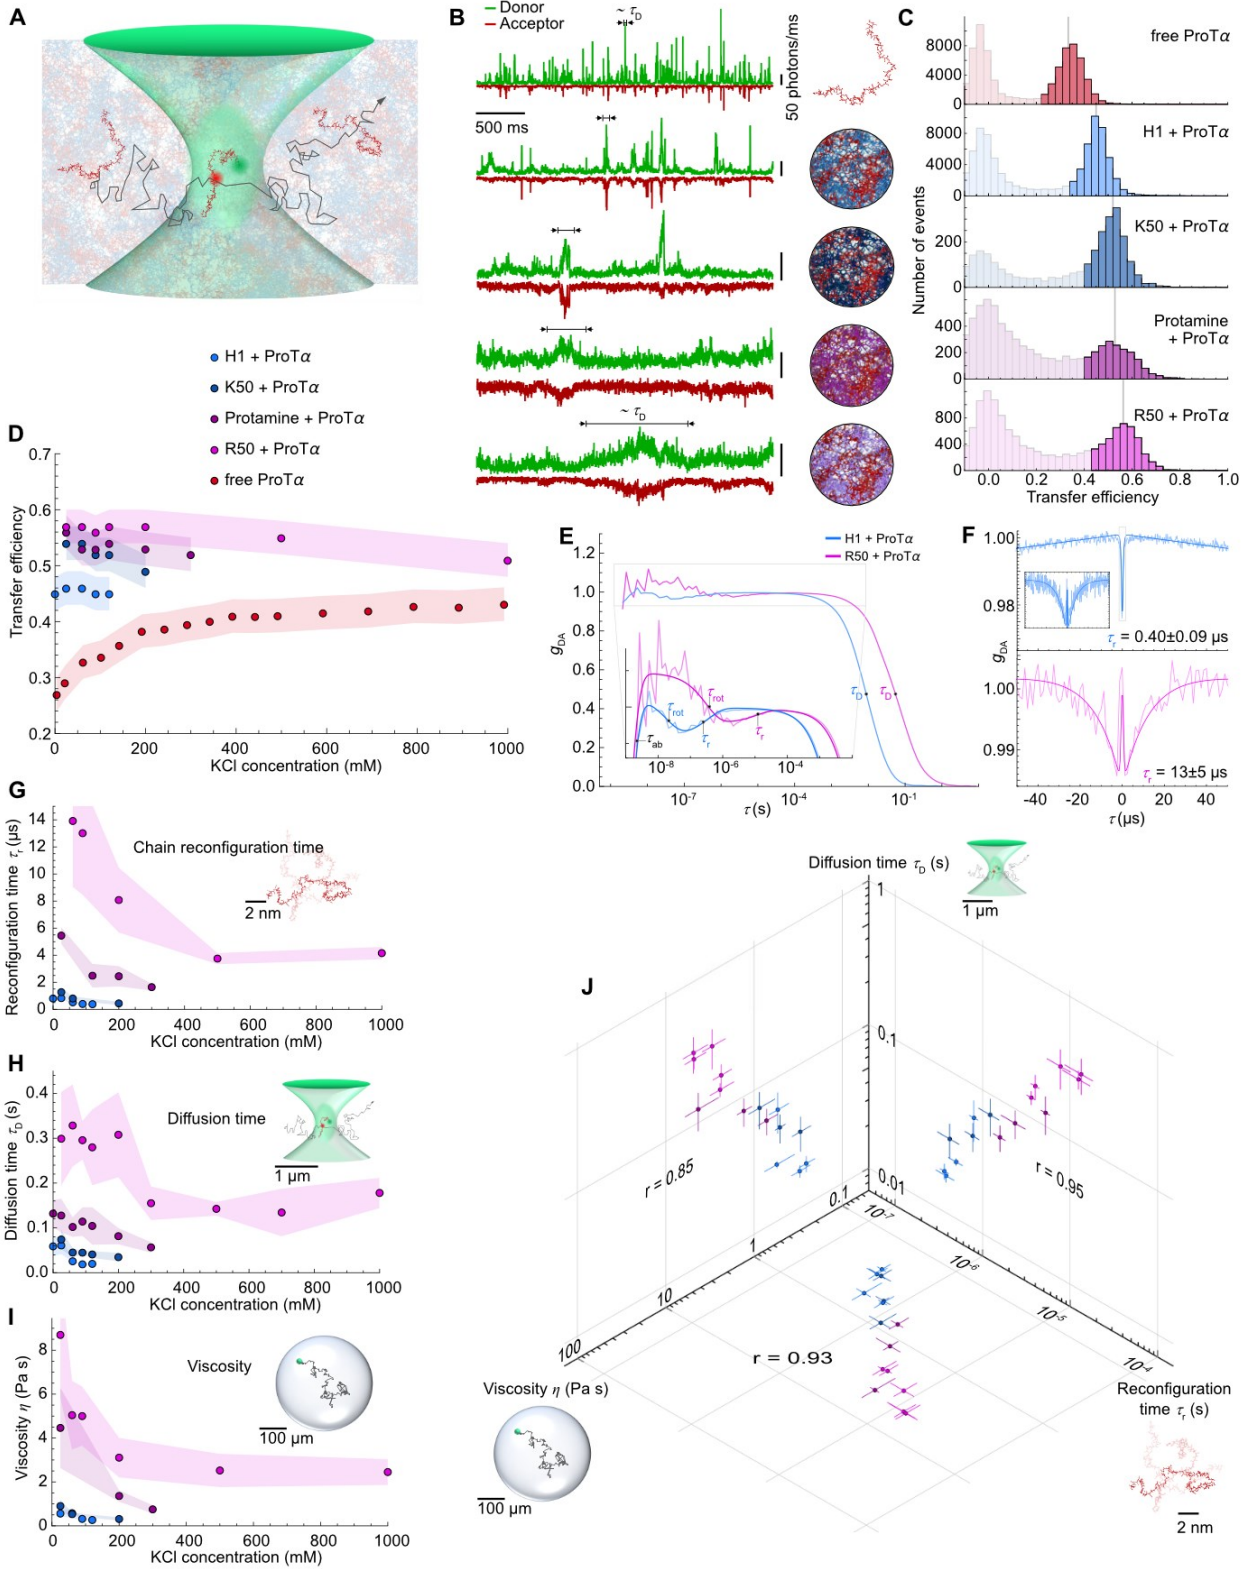 A
B
Donor
Acceptor
~ τD
50 photons/ms
500 ms
~ τD
C
free ProTα
8000
4000
0
H1 + ProTα
8000
4000
0
K50 + ProTα
200
0
Protamine
+ ProTα
400
200
0
R50 + ProTα
800
400
0
0.0 0.2 0.4 0.6 0.8 1.0
Transfer efficiency
Number of events
H1 + ProTα
K50 + ProTα
Protamine + ProTα
R50 + ProTα
free ProTα
D
0.7
0.6
0.5
0.4
0.3
0.2
Transfer efficiency
0 200 400 600 800 1000
KCl concentration (mM)
E
H1 + ProTα
R50 + ProTα
1.2
1.0
0.8
0.6
0.4
0.2
0.0
gDA
τrot
τrot
τab
τr
τr
τD
τD
10-8 10-6 10-4
10-7 10-4 10-1
τ (s)
F
1.00
0.98
τr = 0.40±0.09 µs
gDA
1.00
0.99
τr = 13±5 µs
-40 -20 0 20 40
τ (µs)
G
14
12
10
8
6
4
2
0
Reconfiguration time τr (µs)
Chain reconfiguration time
2 nm
0 200 400 600 800 1000
KCl concentration (mM)
H
0.4
0.3
0.2
0.1
0.0
Diffusion time τD (s)
Diffusion time
1 µm
0 200 400 600 800 1000
KCl concentration (mM)
I
8
6
4
2
0
Viscosity η (Pa s)
Viscosity
100 µm
0 200 400 600 800 1000
KCl concentration (mM)
J
Diffusion time τD (s)
1 µm
1
0.1
0.01
r = 0.85
r = 0.95
r = 0.93
0.1
1
10
100
10-7
10-6
10-5
10-4
Viscosity η (Pa s)
100 µm
Reconfiguration
time τr (s)
2 nm